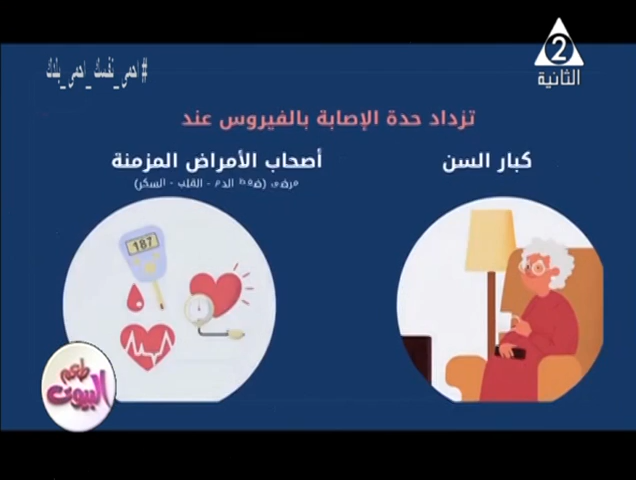 #احمى_نفسك_احمى_بلدك
2
الثانية
تزداد حدة الإصابة بالفيروس عند
كبار السن
أصحاب الأمراض المزمنة
مرضى (ضغط الدم - القلب - السكر)
187
طعم
البيوت